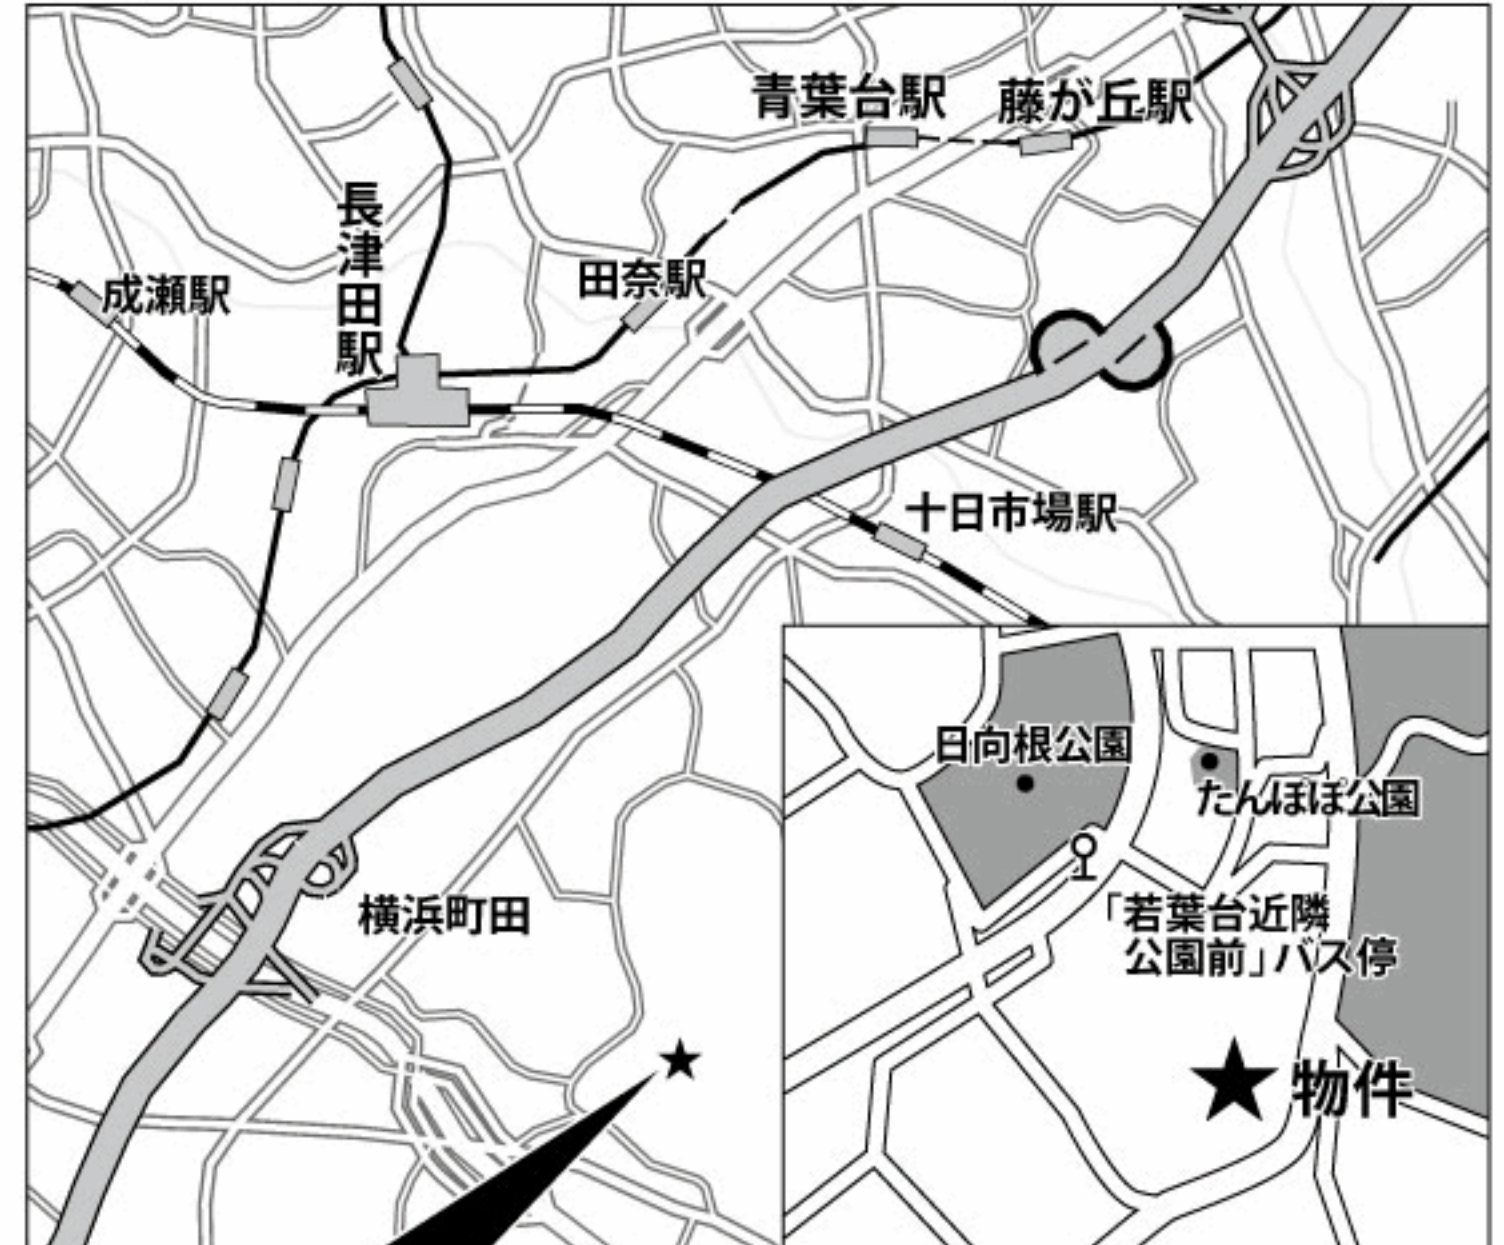 青葉台駅
藤が丘駅
長津田駅
成瀬駅
田奈駅
十日市場駅
横浜町田
日向根公園
たんぽぽ公園
「若葉台近隣
公園前」バス停
物件